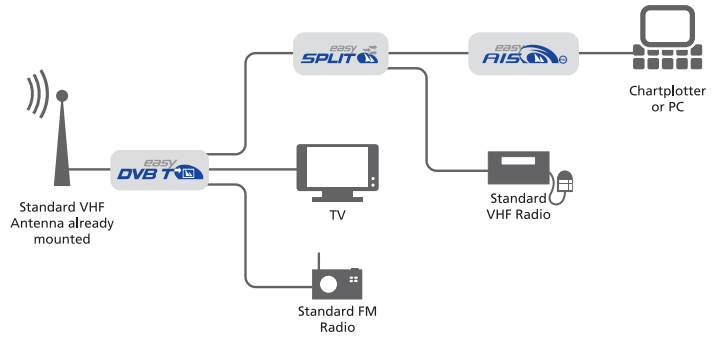 easy
SPLIT
easy
AIS
Chartplotter
or PC
easy
DVB T
Standard VHF
Antenna already
mounted
TV
Standard
VHF Radio
Standard FM
Radio